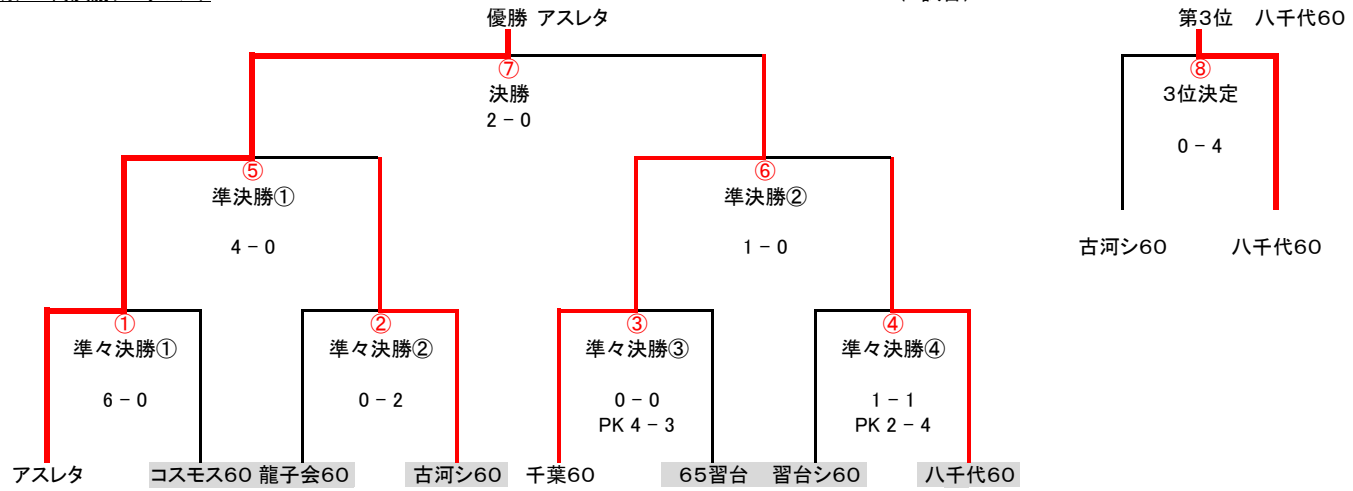 優勝 アスレタ
第3位 八千代60
⑦
決勝
2 − 0
⑧
3位決定
0 − 4
古河シ60 八千代60
⑤
準決勝①
4 − 0
⑥
準決勝②
1 − 0
①
準々決勝①
6 − 0
②
準々決勝②
0 − 2
③
準々決勝③
0 − 0
PK 4 − 3
④
準々決勝④
1 − 1
PK 2 − 4
アスレタ コスモス60 龍子会60 古河シ60 千葉60 65習台 習台シ60 八千代60